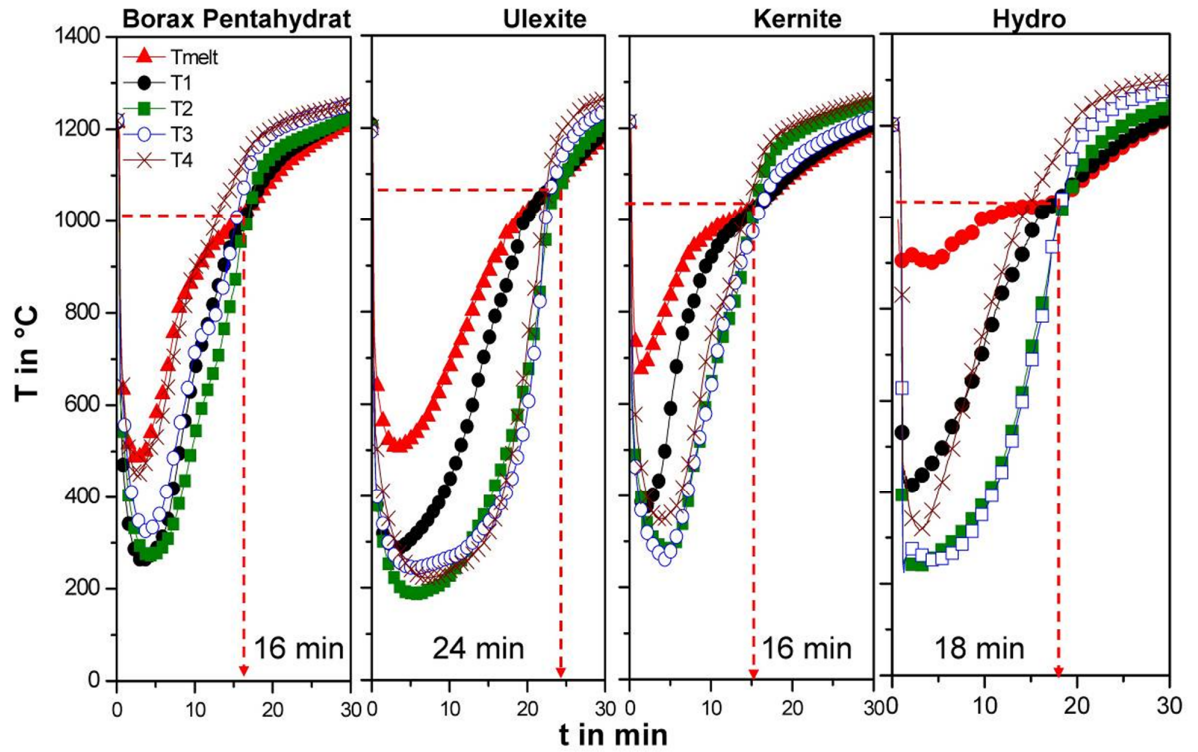 Borax Pentahydrat Ulexite Kernite Hydro
1400
1200
1000
800
600
400
200
0
T in °C
Tmelt
T1
T2
T3
T4
16 min 24 min 16 min 18 min
0 10 20 30 0 10 20 30 0 10 20 30 0 10 20 30
t in min